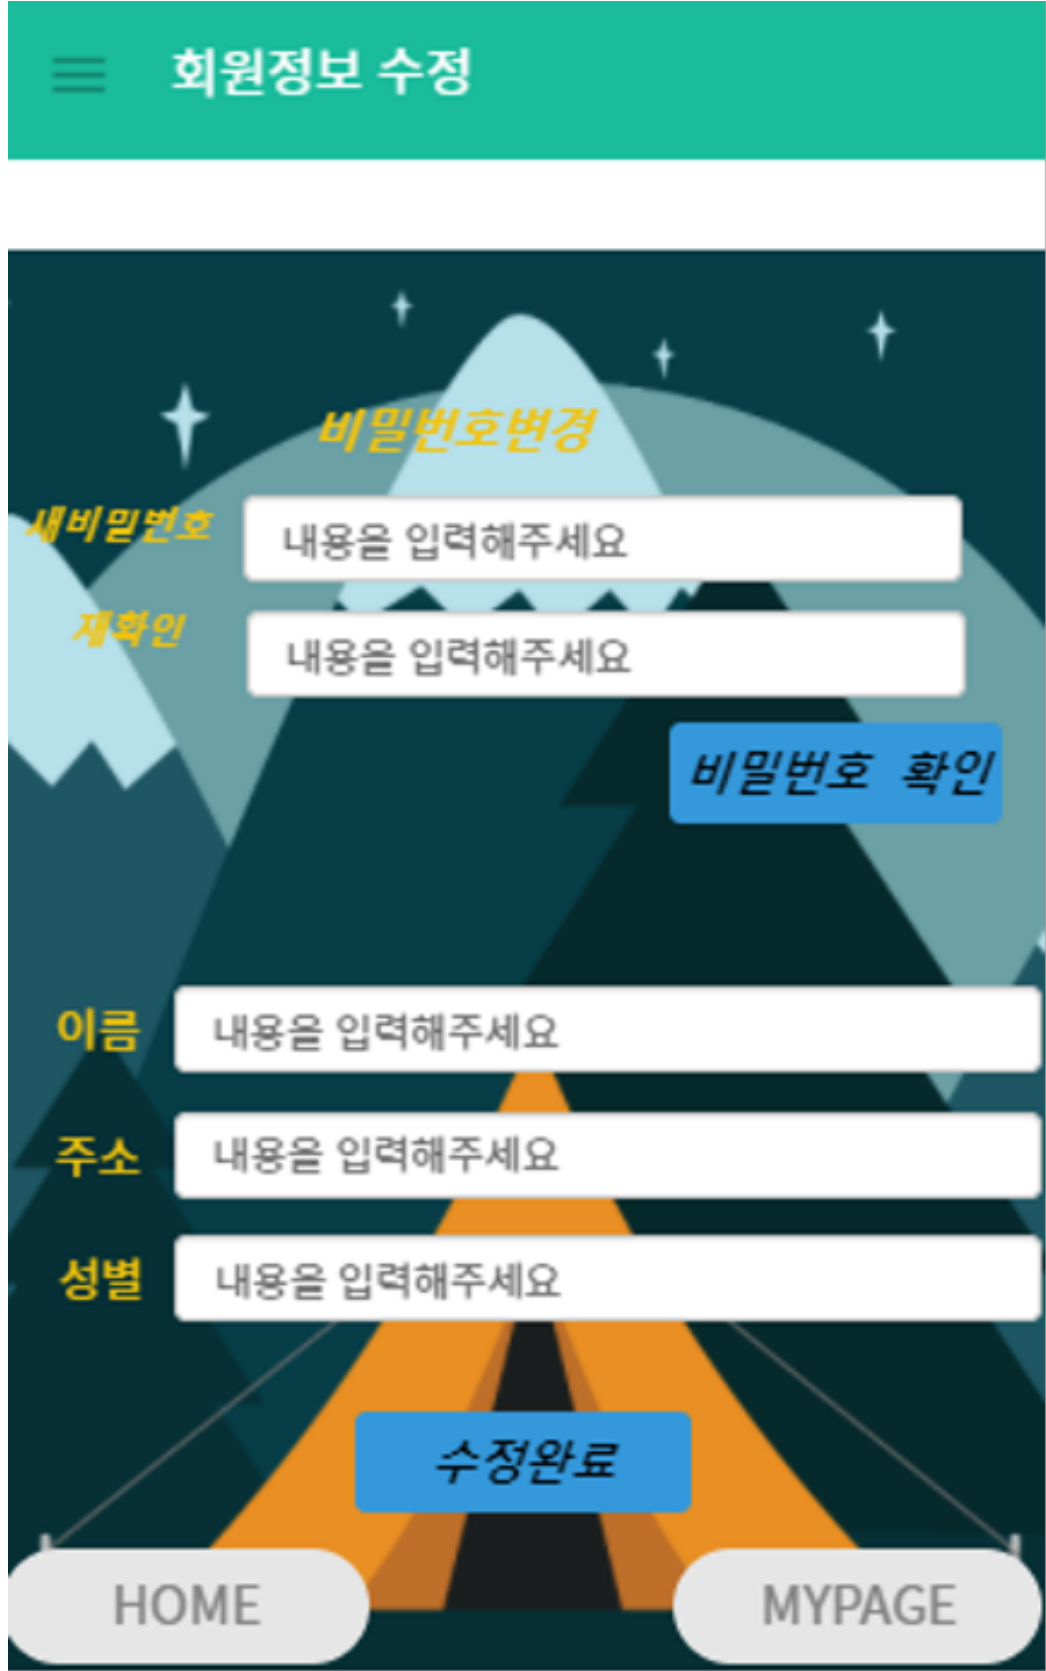 회원정보 수정
비밀번호변경
새비밀번호 내용을 입력해주세요
재확인 내용을 입력해주세요
비밀번호 확인
이름 내용을 입력해주세요
주소 내용을 입력해주세요
성별 내용을 입력해주세요
수정완료
HOME MYPAGE